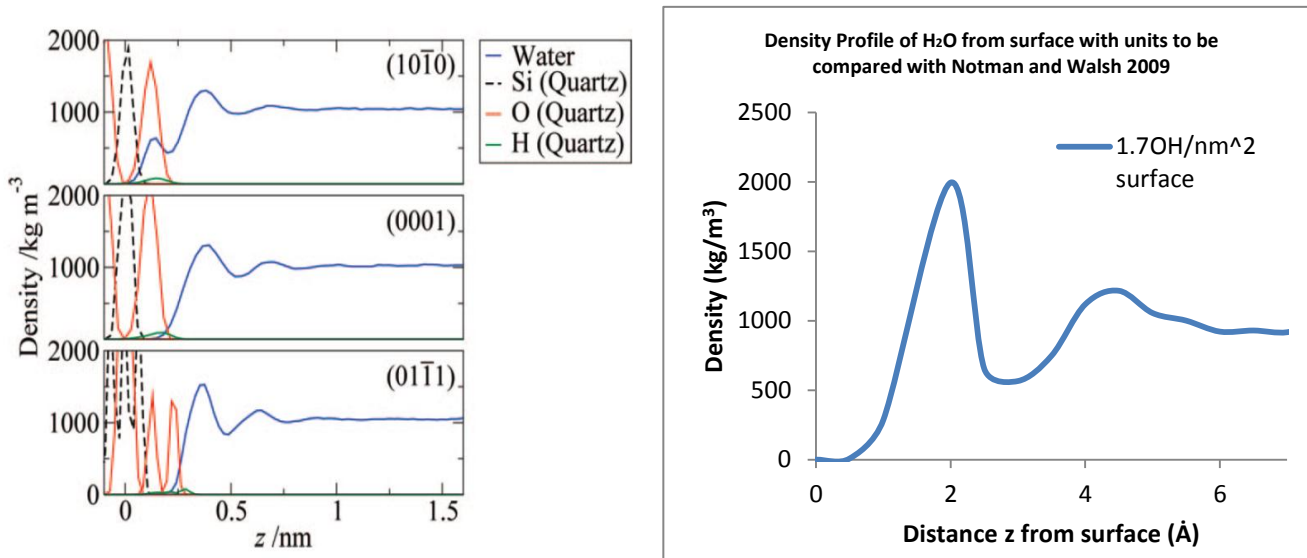 2000
1000
(101̄0)
Water
Si (Quartz)
O (Quartz)
H (Quartz)
2000
1000
(0001)
2000
1000
0
(011̄1)
Density /kg m⁻³
0
0.5
1
1.5
z/nm
Density Profile of H₂O from surface with units to be
compared with Notman and Walsh 2009
2500
2000
1500
1000
500
0
1.7OH/nm^2
surface
Density (kg/m³)
0
2
4
6
Distance z from surface (Å)